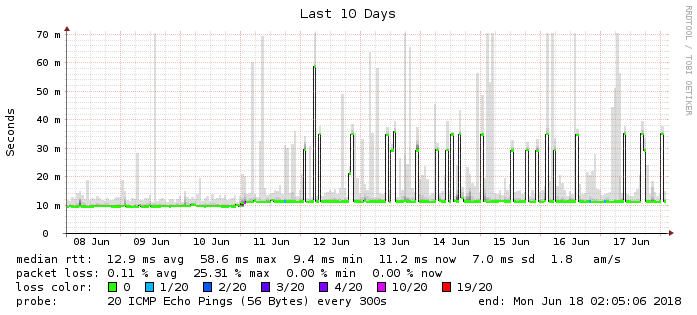 Last 10 Days
RRDTOOL / TOBI OETIKER
Seconds
70 m
60 m
50 m
40 m
30 m
20 m
10 m
0
08 Jun 09 Jun 10 Jun 11 Jun 12 Jun 13 Jun 14 Jun 15 Jun 16 Jun 17 Jun
median rtt: 12.9 ms avg 58.6 ms max 9.4 ms min 11.2 ms now 7.0 ms sd 1.8 am/s
packet loss: 0.11 % avg 25.31 % max 0.00 % min 0.00 % now
loss color: 0 1/20 2/20 3/20 4/20 10/20 19/20
probe: 20 ICMP Echo Pings (56 Bytes) every 300s end: Mon Jun 18 02:05:06 2018